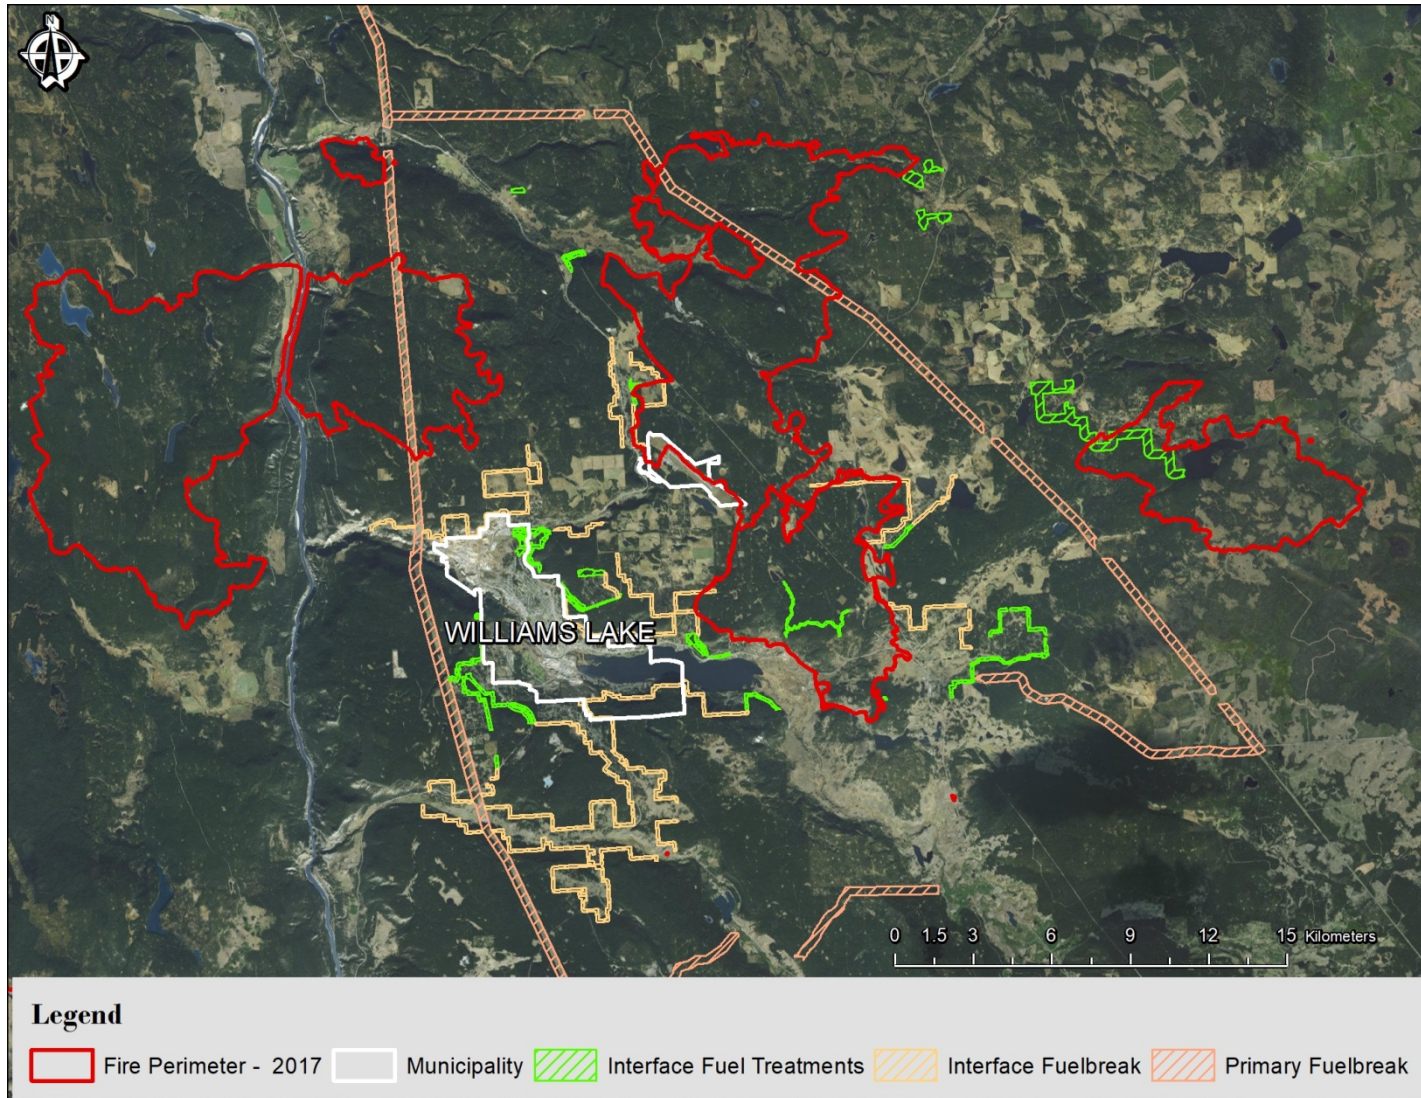 N
WILLIAMS LAKE
0 1.5 3 6 9 12 15 Kilometers
Legend
Fire Perimeter - 2017 Municipality Interface Fuel Treatments Interface Fuelbreak Primary Fuelbreak